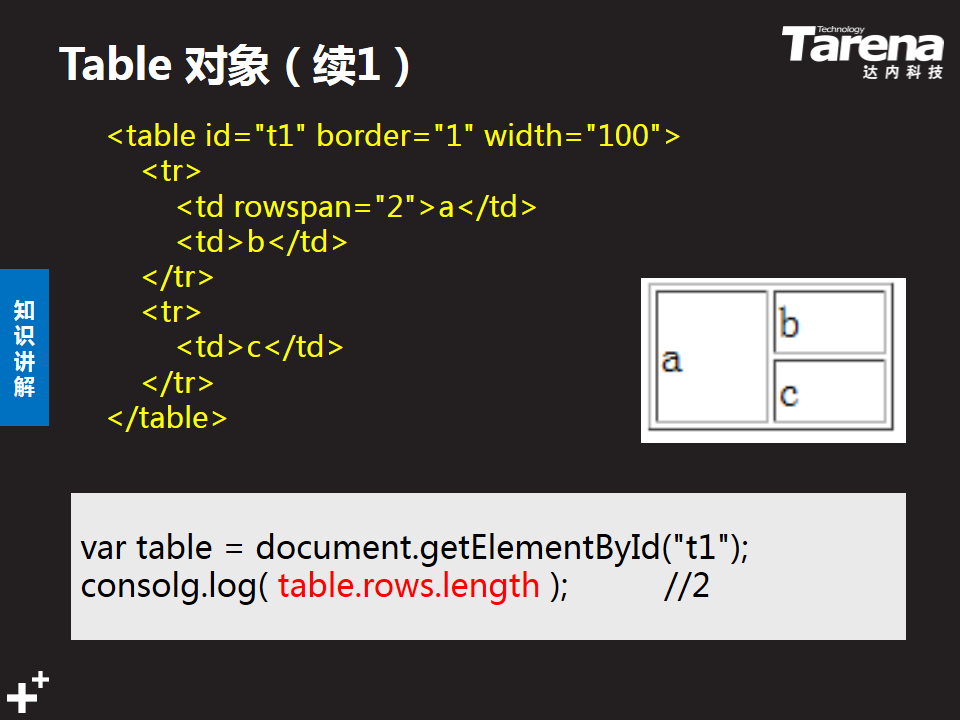 Table 对象（续1）
Technology
Tarena
达内科技
<table id="t1" border="1" width="100">
<tr>
<td rowspan="2">a</td>
<td>b</td>
</tr>
<tr>
<td>c</td>
</tr>
</table>
知识讲解
a
b
c
var table = document.getElementById("t1");
consolg.log( table.rows.length ); //2